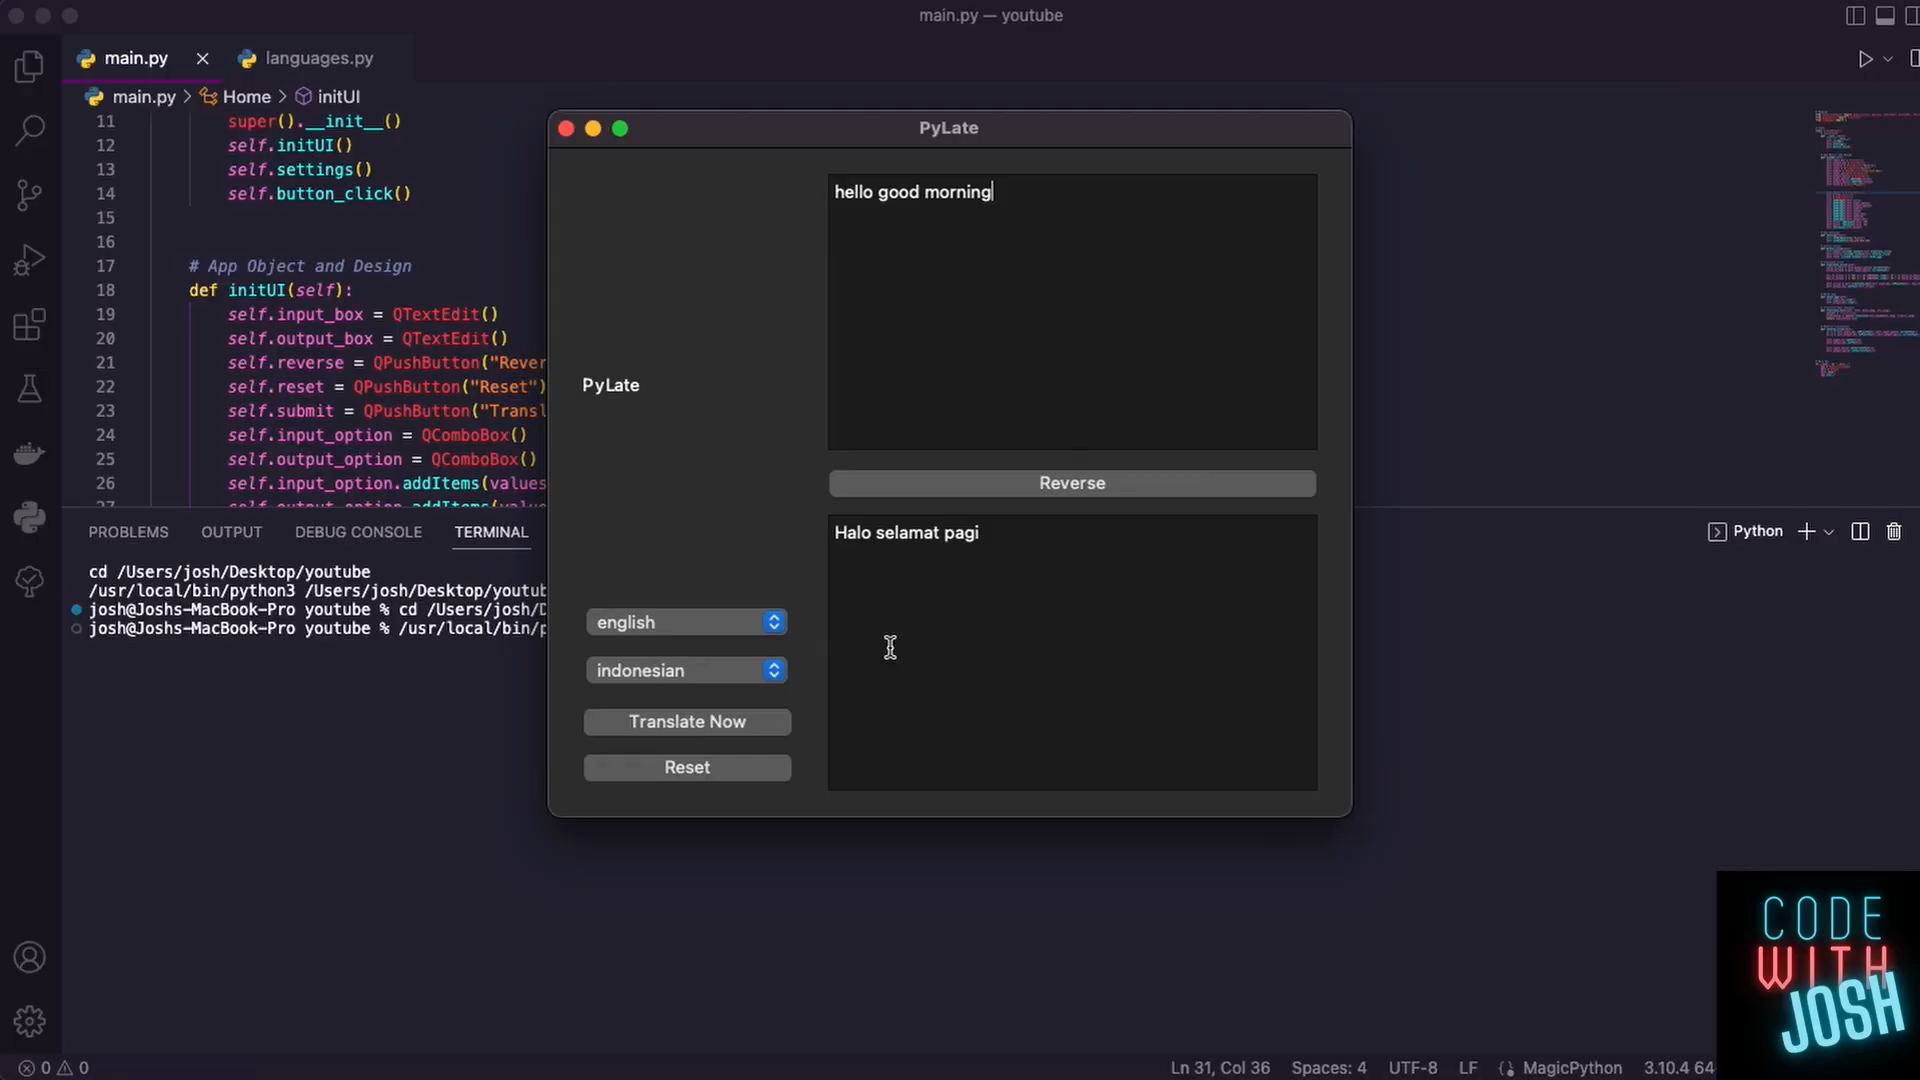 main.py — youtube
main.py
languages.py
main.py > Home > initUI
11 super().__init__()
12 self.initUI()
13 self.settings()
14 self.button_click()
15
16
17 # App Object and Design
18 def initUI(self):
19 self.input_box = QTextEdit()
20 self.output_box = QTextEdit()
21 self.reverse = QPushButton("Rever
22 self.reset = QPushButton("Reset")
23 self.submit = QPushButton("Transl
24 self.input_option = QComboBox()
25 self.output_option = QComboBox()
26 self.input_option.addItems(values
PyLate
hello good morning
PyLate
Reverse
Halo selamat pagi
english
indonesian
Translate Now
Reset
PROBLEMS OUTPUT DEBUG CONSOLE TERMINAL
Python
cd /Users/josh/Desktop/youtube
/usr/local/bin/python3 /Users/josh/Desktop/youtub
josh@Joshs-MacBook-Pro youtube % cd /Users/josh/D
josh@Joshs-MacBook-Pro youtube % /usr/local/bin/p
CODE
WITH
JOSH
0 0
Ln 31, Col 36 Spaces: 4 UTF-8 LF MagicPython 3.10.4 64